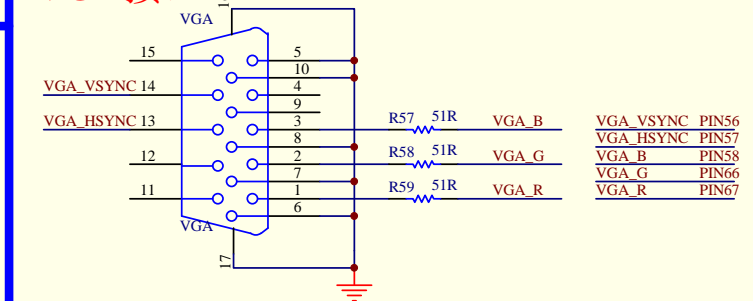 VGA
15
5
10
VGA_VSYNC 14
4
9
VGA_HSYNC 13
3
R57 51R
VGA_B
8
12
2
R58 51R
VGA_G
7
11
1
R59 51R
VGA_R
6
VGA
17
VGA_VSYNC PIN56
VGA_HSYNC PIN57
VGA_B PIN58
VGA_G PIN66
VGA_R PIN67